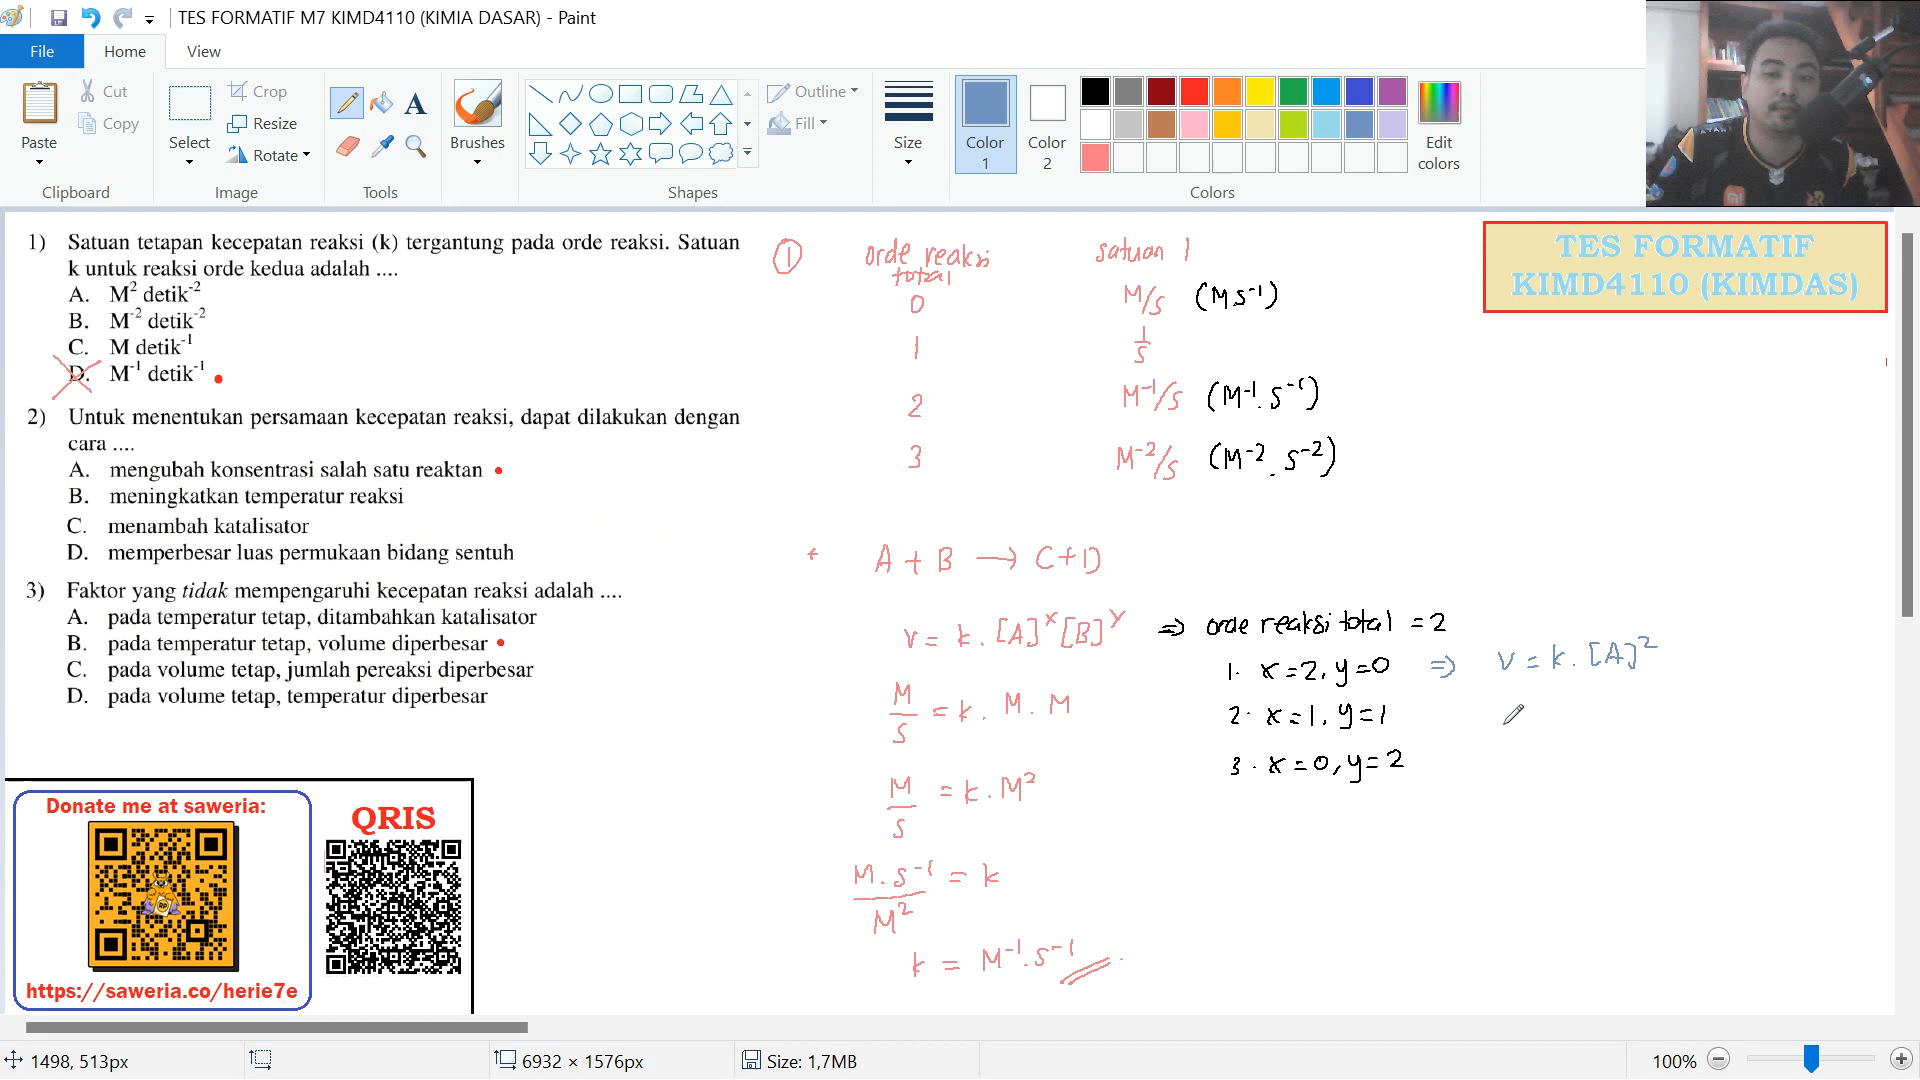 TES FORMATIF M7 KIMD4110 (KIMIA DASAR) - Paint
File
Home
View
Paste
Cut
Copy
Clipboard
Select
Crop
Resize
Rotate
Image
Tools
Brushes
Shapes
Outline
Fill
Size
Color 1
Color 2
Edit colors
Colors
1) Satuan tetapan kecepatan reaksi (k) tergantung pada orde reaksi. Satuan
k untuk reaksi orde kedua adalah ....
A. M² detik⁻²
B. M⁻² detik⁻²
C. M detik⁻¹
D. M⁻¹ detik⁻¹
2) Untuk menentukan persamaan kecepatan reaksi, dapat dilakukan dengan
cara ....
A. mengubah konsentrasi salah satu reaktan
B. meningkatkan temperatur reaksi
C. menambah katalisator
D. memperbesar luas permukaan bidang sentuh
3) Faktor yang tidak mempengaruhi kecepatan reaksi adalah ....
A. pada temperatur tetap, ditambahkan katalisator
B. pada temperatur tetap, volume diperbesar
C. pada volume tetap, jumlah pereaksi diperbesar
D. pada volume tetap, temperatur diperbesar
Donate me at saweria:
https://saweria.co/herie7e
QRIS
1 orde reaksi total satuan 1
0 M/s (M s⁻¹)
1 1/s
2 M⁻¹/s (M⁻¹. s⁻¹)
3 M⁻²/s (M⁻². s⁻²)
A + B → C + D
v = k. [A]ˣ [B]ʸ ⇒ orde reaksi total = 2
1. x = 2, y = 0 ⇒ v = k. [A]²
M/s = k. M. M
2. x = 1, y = 1
3. x = 0, y = 2
M/s = k. M²
M. s⁻¹/M² = k
k = M⁻¹. s⁻¹
TES FORMATIF
KIMD4110 (KIMDAS)
1498, 513px
6932 × 1576px
Size: 1,7MB
100%